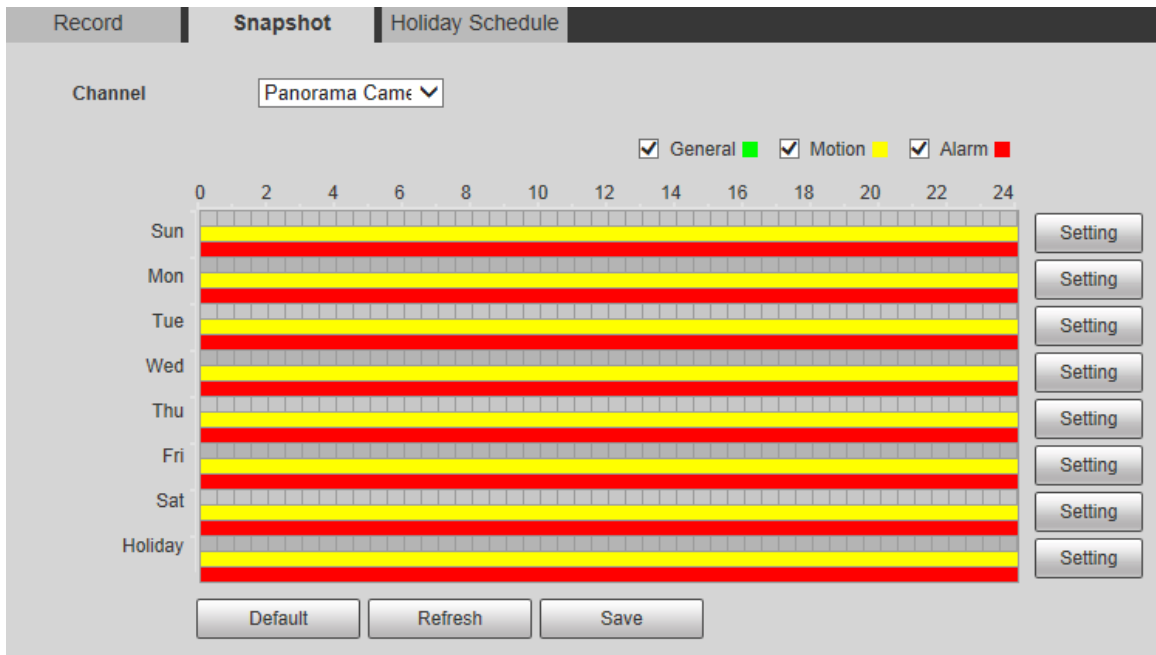 Record Snapshot Holiday Schedule
Channel Panorama Came
General Motion Alarm
0 2 4 6 8 10 12 14 16 18 20 22 24
Sun Setting
Mon Setting
Tue Setting
Wed Setting
Thu Setting
Fri Setting
Sat Setting
Holiday Setting
Default Refresh Save